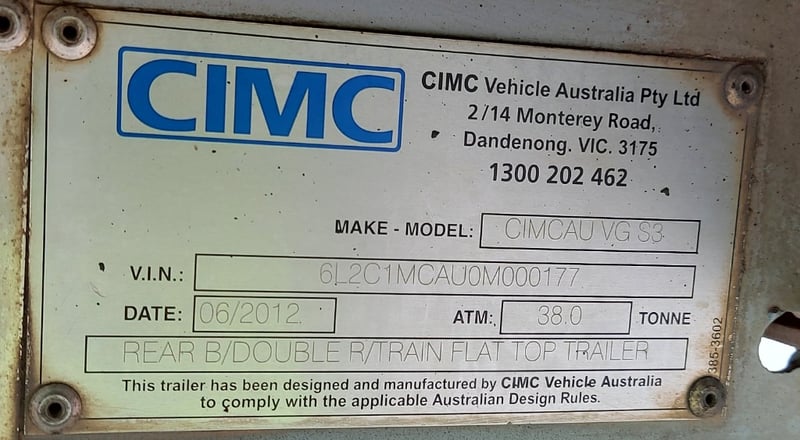 CIMC
CIMC Vehicle Australia Pty Ltd
2/14 Monterey Road,
Dandenong. VIC. 3175
1300 202 462
MAKE - MODEL: CIMCAU VG S3
V.I.N.: 6L2C1MCAU0M000177
DATE: 06/2012 ATM: 38.0 TONNE
REAR B/DOUBLE R/TRAIN FLAT TOP TRAILER
This trailer has been designed and manufactured by CIMC Vehicle Australia
to comply with the applicable Australian Design Rules.
385-3602